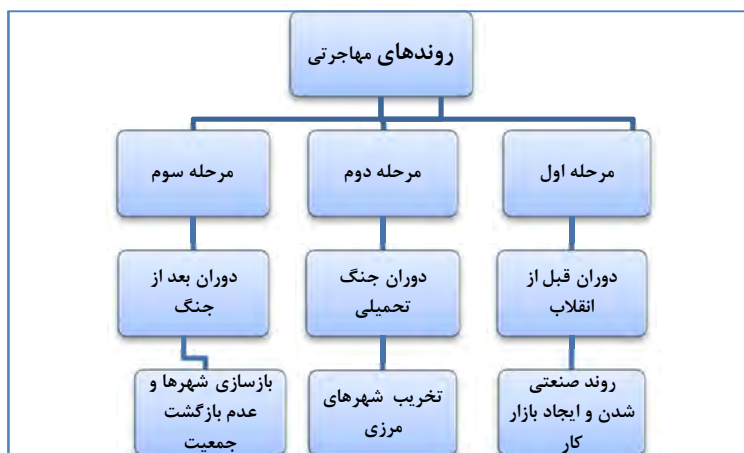 روندهای مهاجرتی
مرحله اول
مرحله دوم
مرحله سوم
دوران قبل از
انقلاب
دوران جنگ
تحمیلی
دوران بعد از
جنگ
روند صنعتی
شدن و ایجاد بازار
کار
تخریب شهرهای
مرزی
بازسازی شهرها و
عدم بازگشت
جمعیت